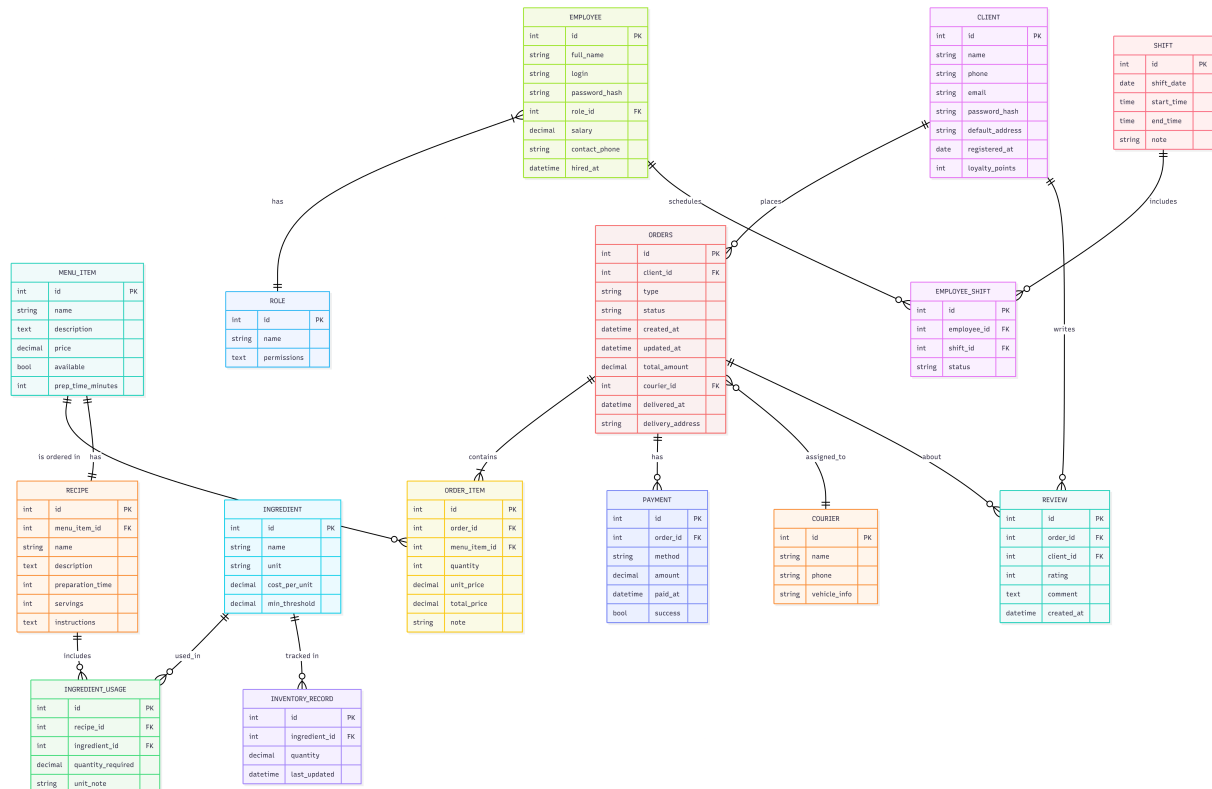 EMPLOYEE
int id PK
string full_name
string login
string password_hash
int role_id FK
decimal salary
string contact_phone
datetime hired_at
CLIENT
int id PK
string name
string phone
string email
string password_hash
string default_address
date registered_at
int loyalty_points
SHIFT
int id PK
date shift_date
time start_time
time end_time
string note
has
schedules
places
includes
ORDERS
int id PK
int client_id FK
string type
string status
datetime created_at
datetime updated_at
decimal total_amount
int courier_id FK
datetime delivered_at
string delivery_address
MENU_ITEM
int id PK
string name
text description
decimal price
bool available
int prep_time_minutes
ROLE
int id PK
string name
text permissions
EMPLOYEE_SHIFT
int id PK
int employee_id FK
int shift_id FK
string status
writes
is ordered in
has
contains
has
assigned_to
about
RECIPE
int id PK
int menu_item_id FK
string name
text description
int preparation_time
int servings
text instructions
INGREDIENT
int id PK
string name
string unit
decimal cost_per_unit
decimal min_threshold
ORDER_ITEM
int id PK
int order_id FK
int menu_item_id FK
int quantity
decimal unit_price
decimal total_price
string note
PAYMENT
int id PK
int order_id FK
string method
decimal amount
datetime paid_at
bool success
COURIER
int id PK
string name
string phone
string vehicle_info
REVIEW
int id PK
int order_id FK
int client_id FK
int rating
text comment
datetime created_at
includes
used_in
tracked in
INGREDIENT_USAGE
int id PK
int recipe_id FK
int ingredient_id FK
decimal quantity_required
string unit_note
INVENTORY_RECORD
int id PK
int ingredient_id FK
decimal quantity
datetime last_updated